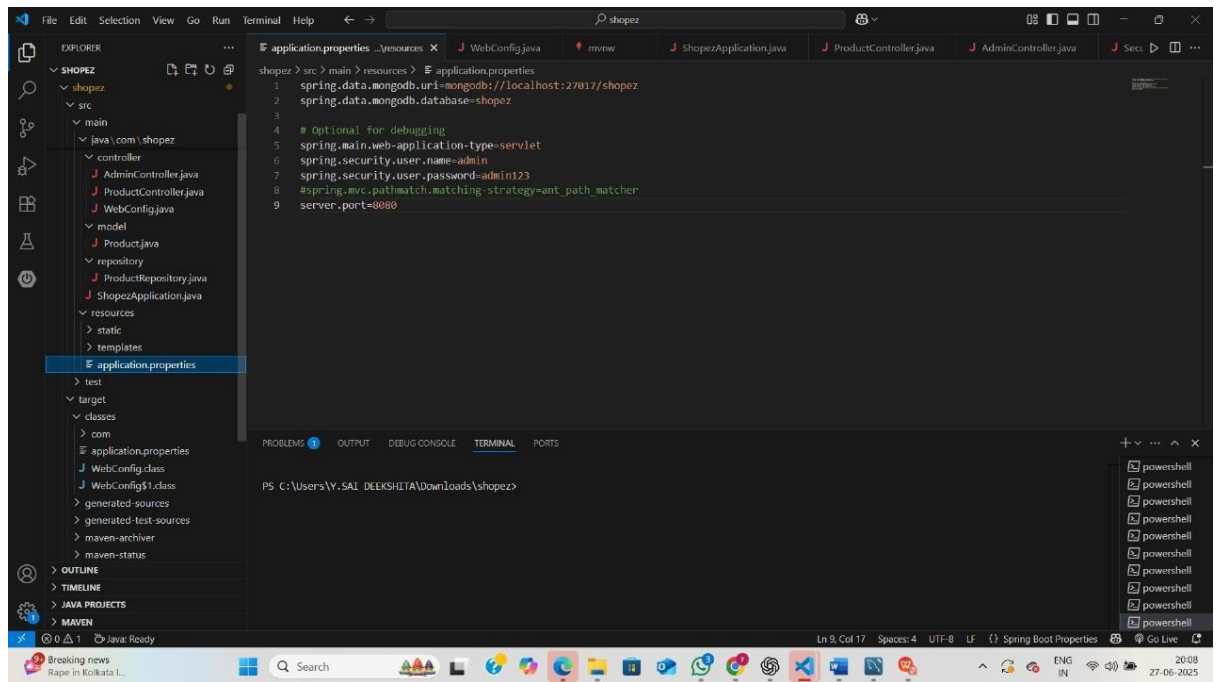 File Edit Selection View Go Run Terminal Help
shopez
EXPLORER
SHOPEZ
shopez
src
main
java\com\shopez
controller
AdminController.java
ProductController.java
WebConfig.java
model
Product.java
repository
ProductRepository.java
ShopezApplication.java
resources
static
templates
application.properties
test
target
classes
com
application.properties
WebConfig.class
WebConfig$1.class
generated-sources
generated-test-sources
maven-archiver
maven-status
OUTLINE
TIMELINE
JAVA PROJECTS
MAVEN
application.properties ...\resources WebConfig.java mvnw ShopezApplication.java ProductController.java AdminController.java Secu
shopez > src > main > resources > application.properties
1 spring.data.mongodb.uri=mongodb://localhost:27017/shopez
2 spring.data.mongodb.database=shopez
3
4 # Optional for debugging
5 spring.main.web-application-type=servlet
6 spring.security.user.name=admin
7 spring.security.user.password=admin123
8 #spring.mvc.pathmatch.matching-strategy=ant_path_matcher
9 server.port=8080
PROBLEMS 1 OUTPUT DEBUG CONSOLE TERMINAL PORTS
PS C:\Users\Y.SAI DEEKSHITA\Downloads\shopez>
powershell
powershell
powershell
powershell
powershell
powershell
powershell
powershell
powershell
powershell
0 1 Java: Ready
Ln 9, Col 17 Spaces: 4 UTF-8 LF {} Spring Boot Properties Go Live
Breaking news
Rape in Kolkata l...
Search
ENG
IN
20:08
27-06-2025